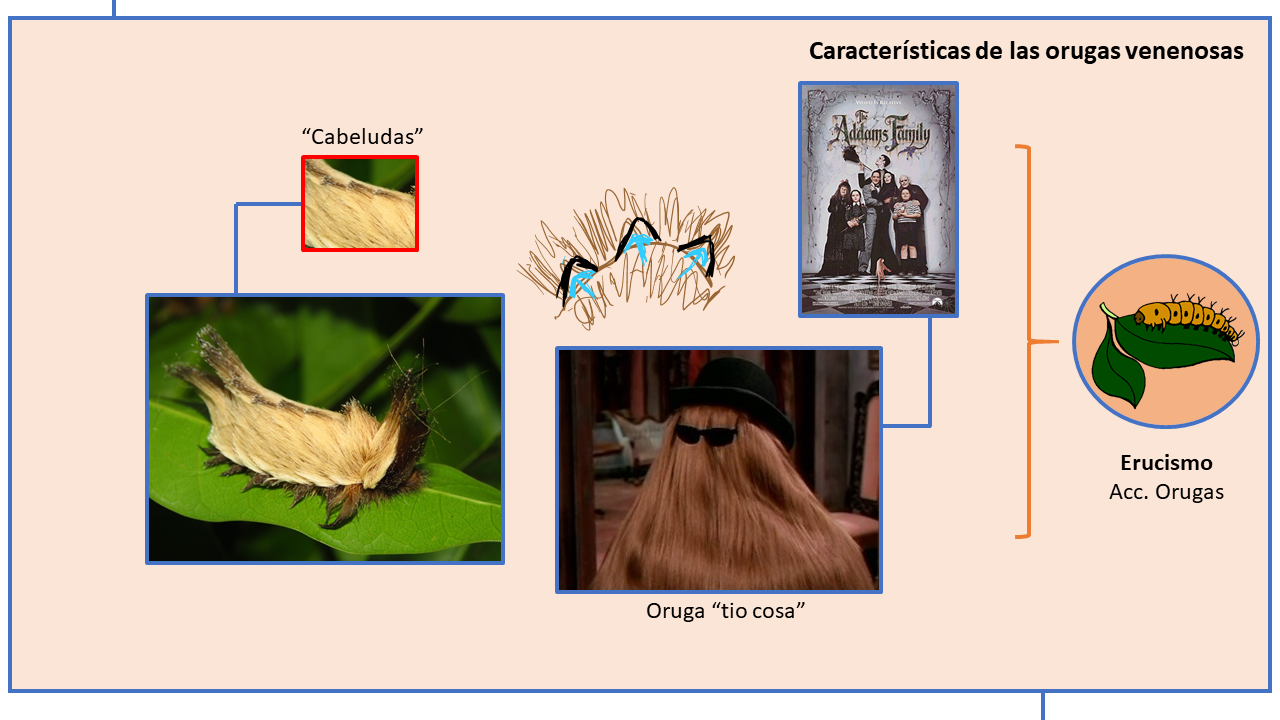 Características de las orugas venenosas
“Cabeludas”
The
Addams Family
Erucismo
Acc. Orugas
Oruga “tio cosa”